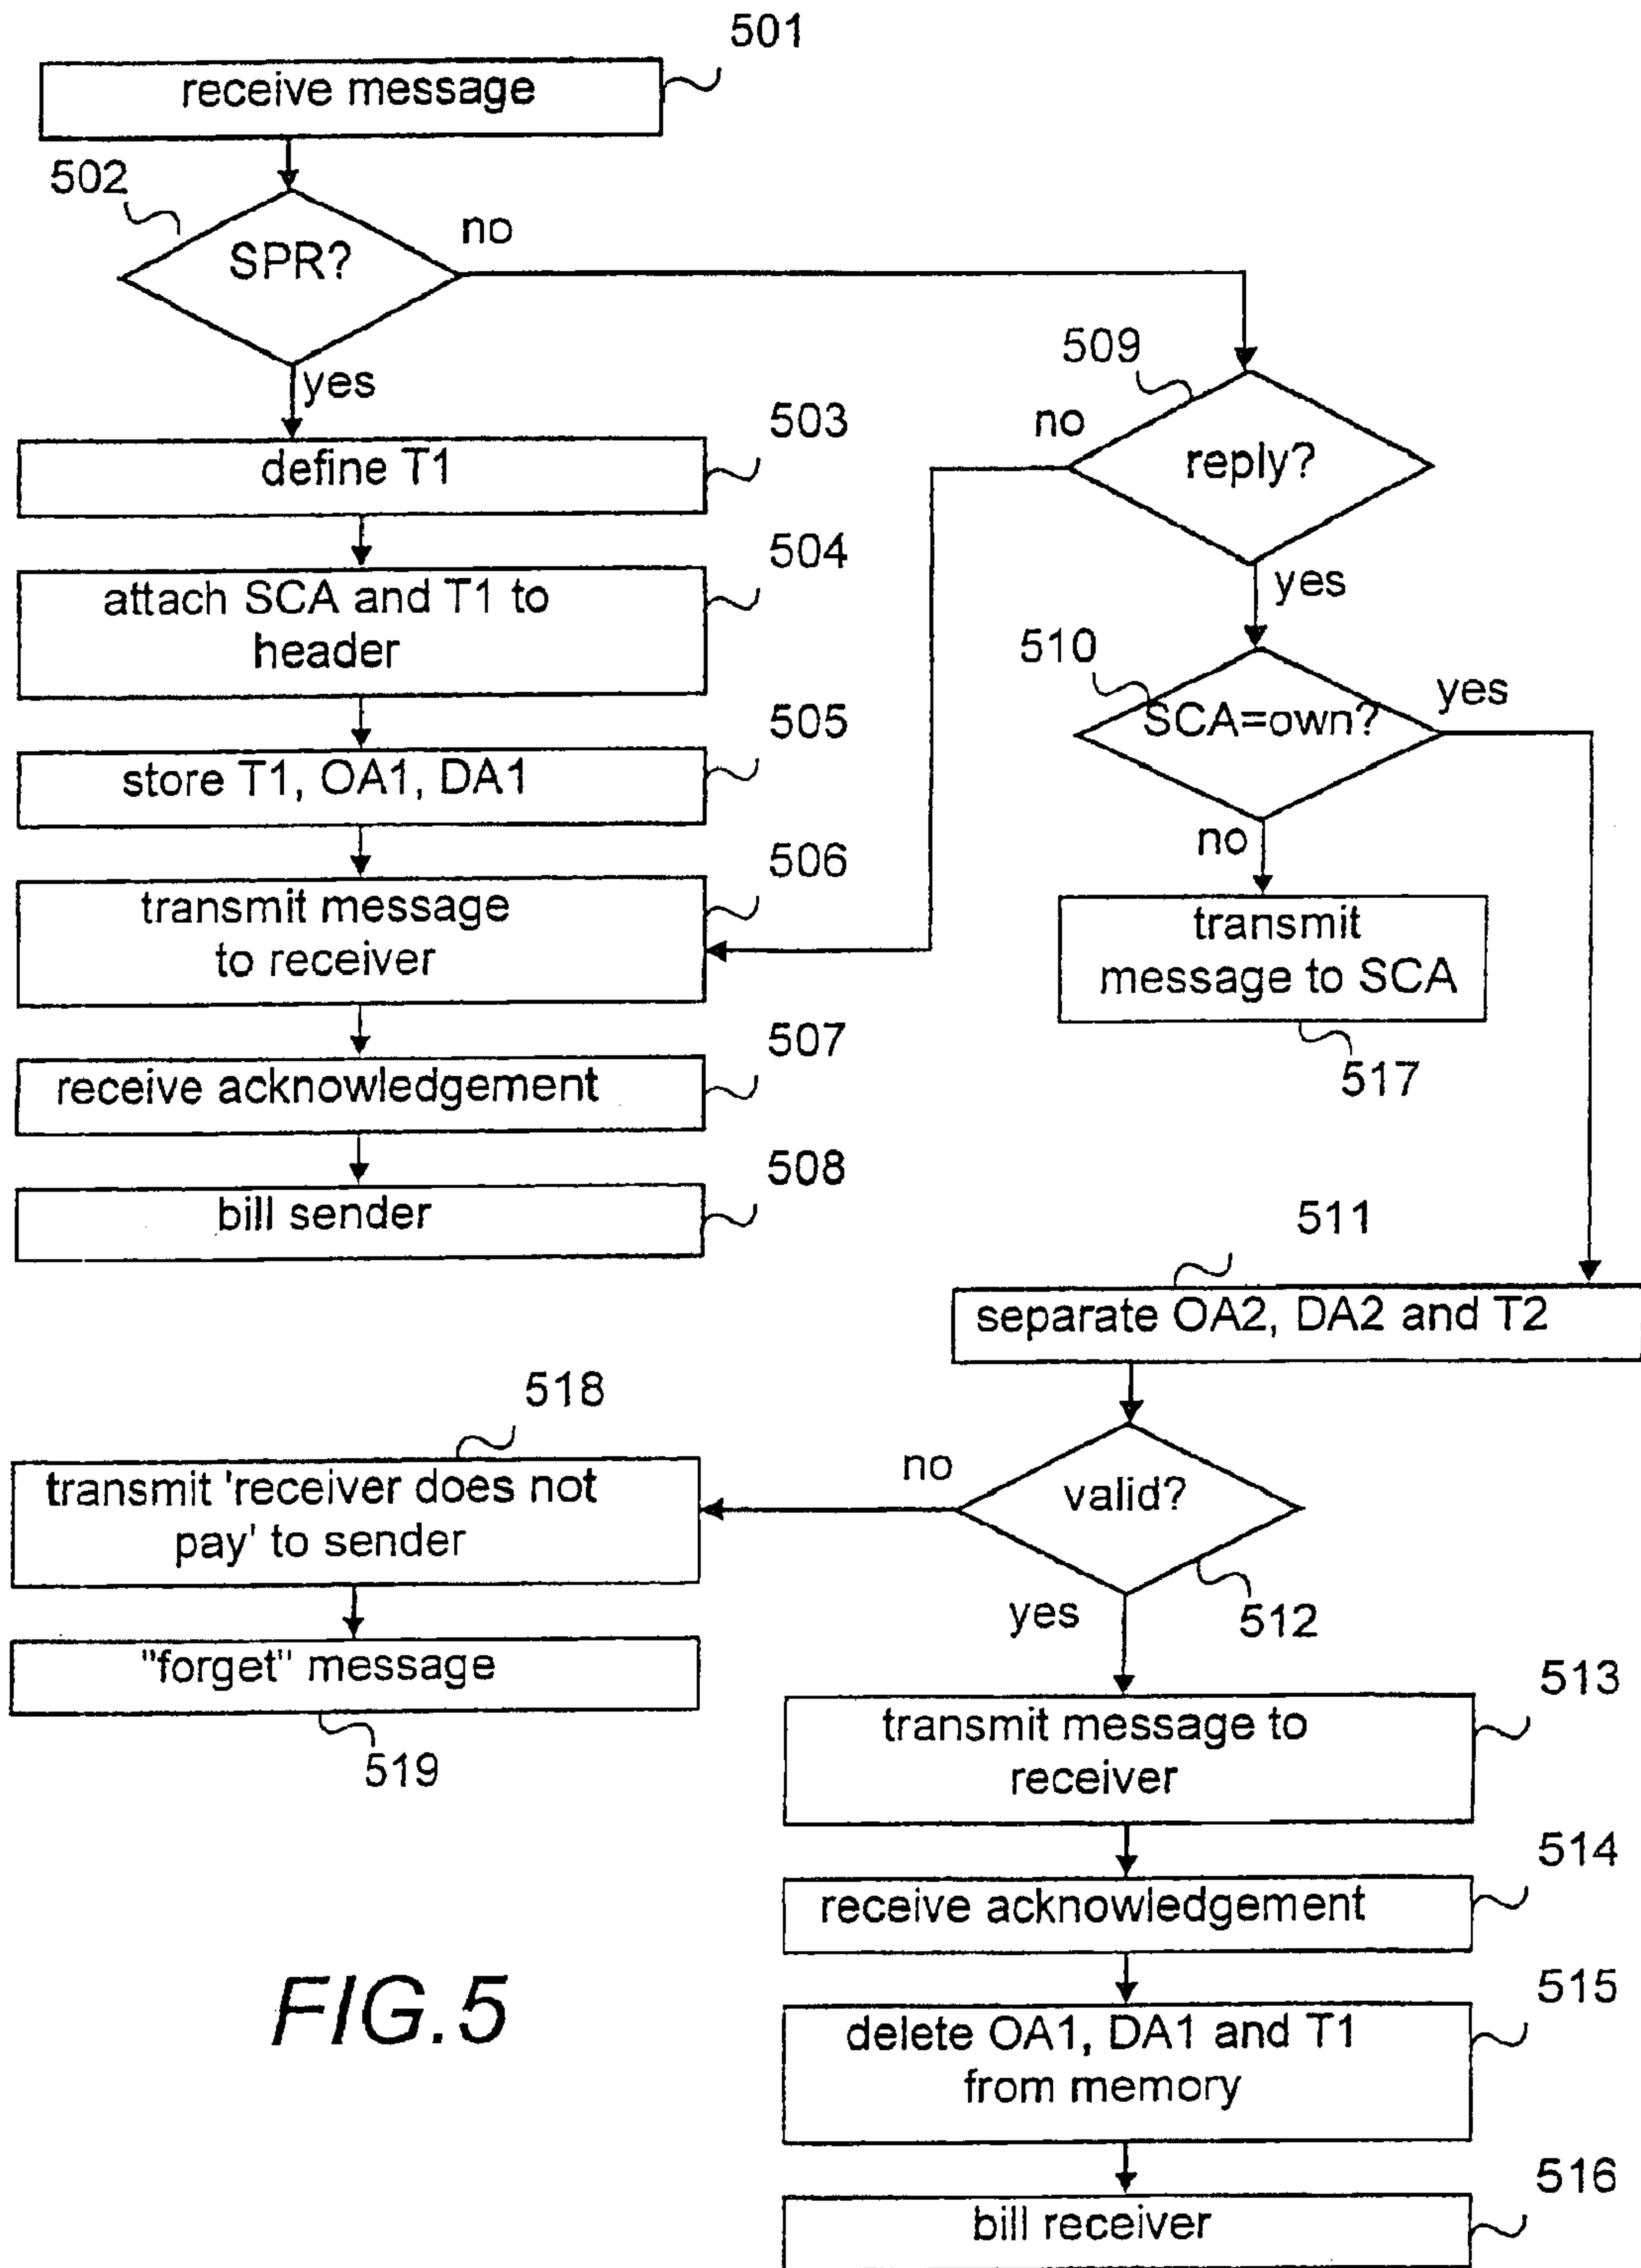 501
receive message
502
SPR?
no
yes
503
define T1
504
attach SCA and T1 to
header
505
store T1, OA1, DA1
506
transmit message
to receiver
507
receive acknowledgement
508
bill sender
509
no
reply?
yes
510
SCA=own?
yes
no
transmit
message to SCA
517
511
separate OA2, DA2 and T2
512
valid?
no
yes
518
transmit 'receiver does not
pay' to sender
"forget" message
519
513
transmit message to
receiver
514
receive acknowledgement
515
delete OA1, DA1 and T1
from memory
516
bill receiver
FIG.5